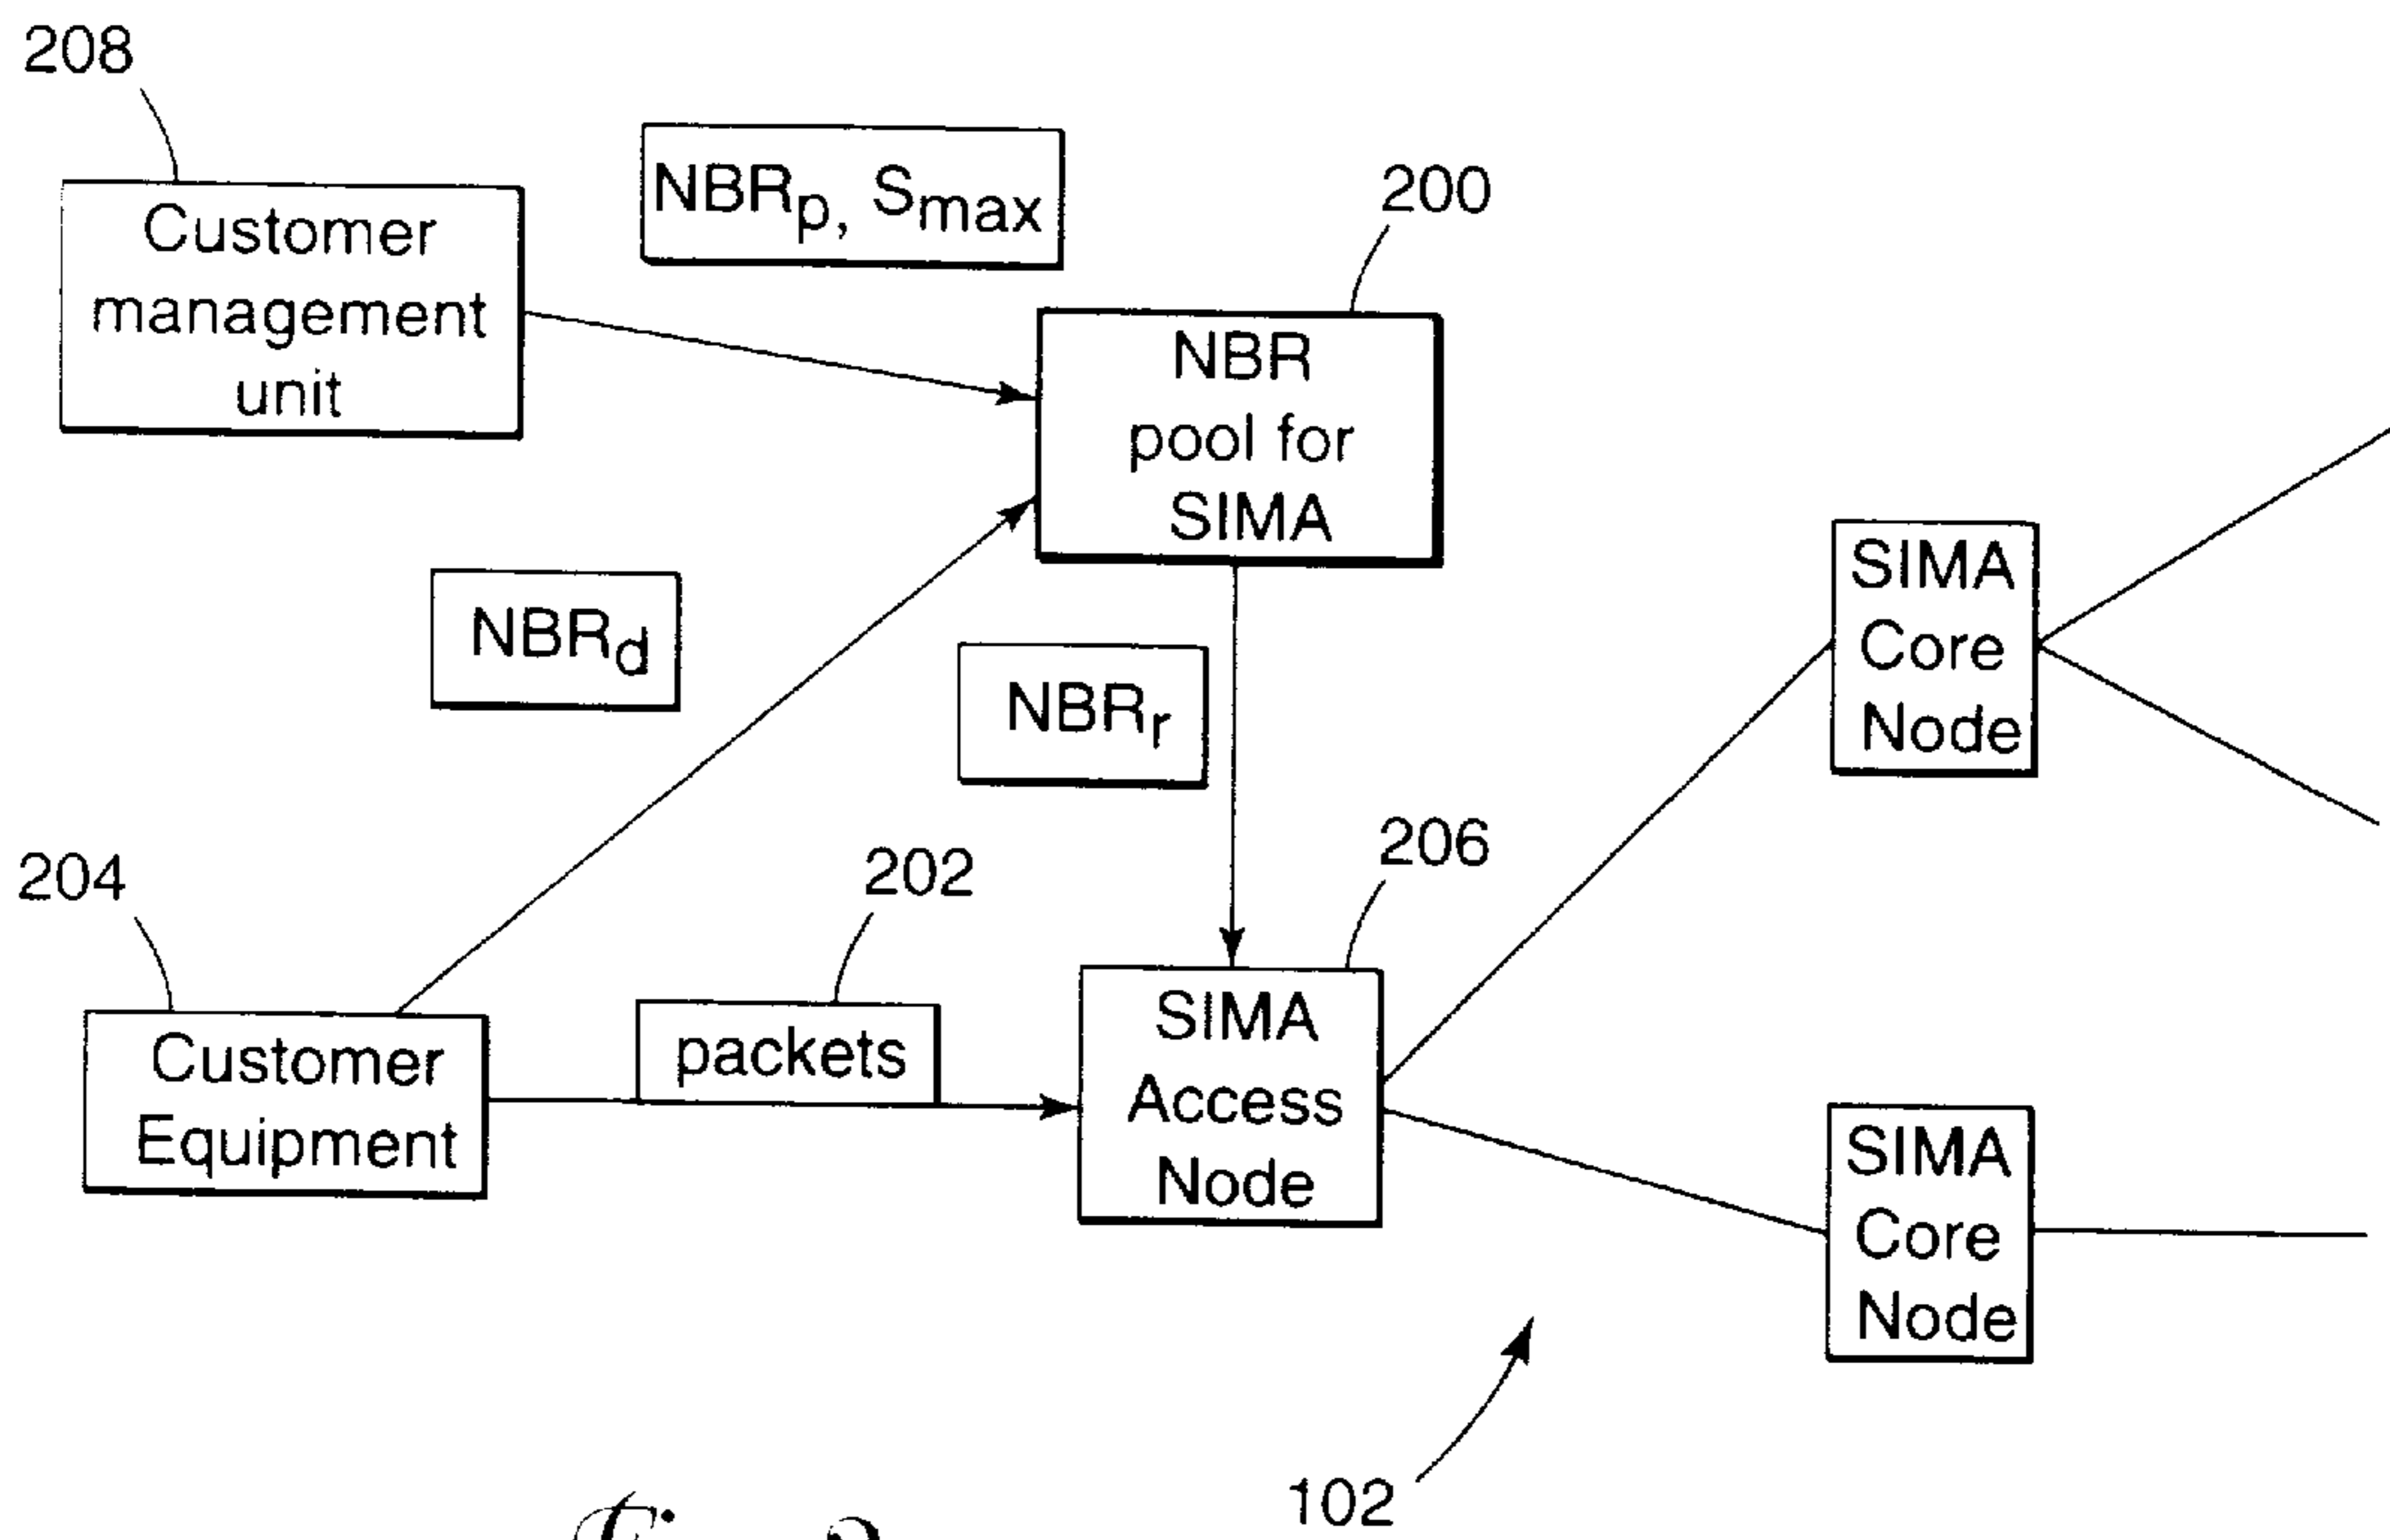 208
NBRp, Smax
200
Customer
management
unit
NBR
pool for
SIMA
SIMA
Core
Node
NBRd
NBRr
204
202
206
Customer
Equipment
packets
SIMA
Access
Node
SIMA
Core
Node
102